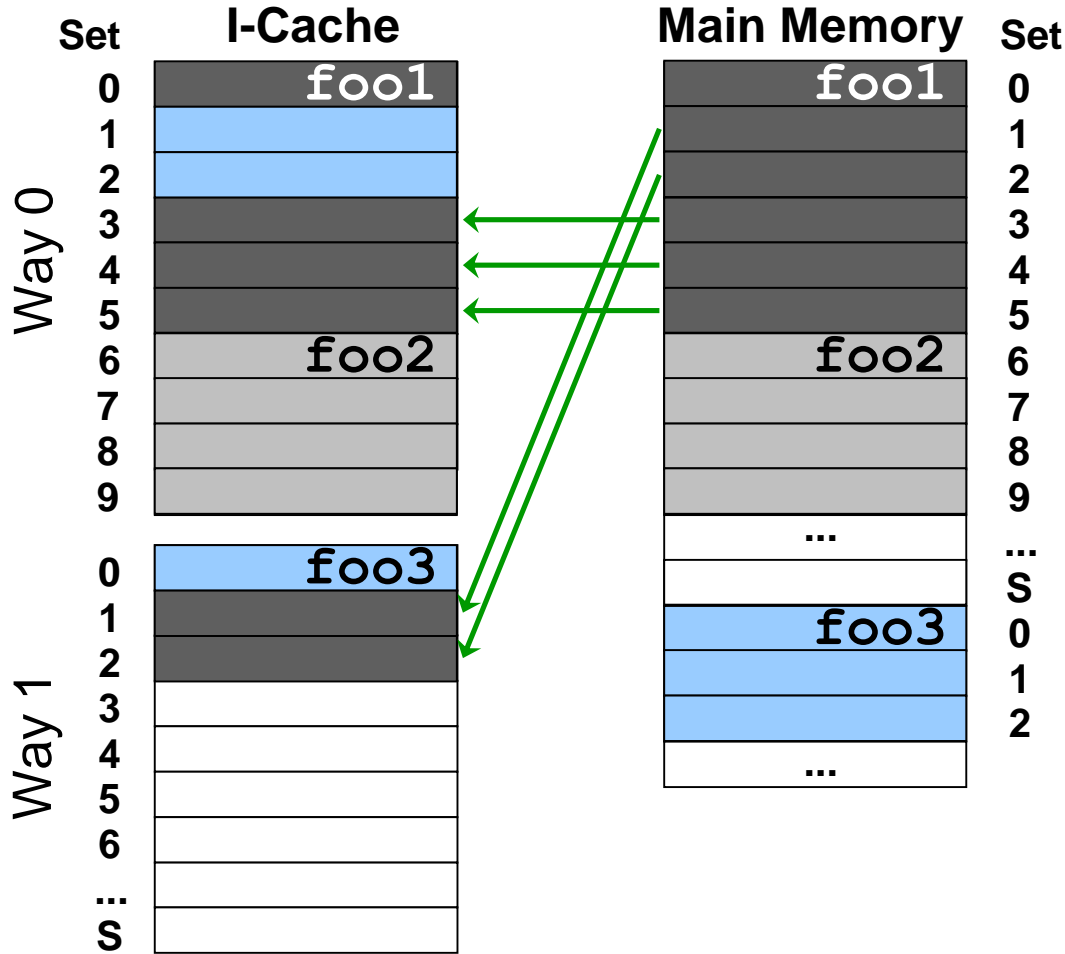 Set I-Cache Main Memory Set
0 foo1 foo1 0
1 1
2 2
Way 0
3 3
4 4
5 5
6 foo2 foo2 6
7 7
8 8
9 9
... ...
S
0 foo3 foo3 0
1 1
2 2
Way 1
3
...
4
5
6
...
S